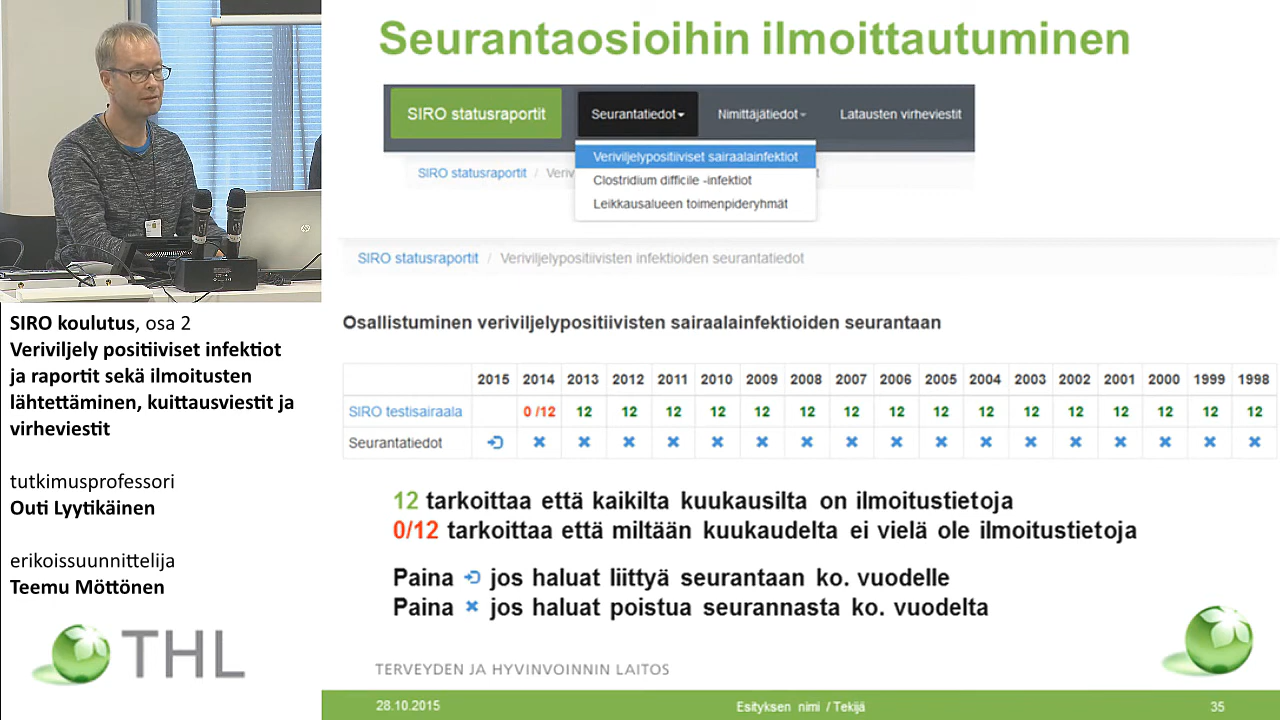 Seurantaosioihin ilmoittautuminen
SIRO statusraportit
Seurantatiedot
Nimittäjätiedot
Latausten virheviestit
Veriviljelypositiiviset sairaalainfektiot
SIRO statusraportit / Veriv
Clostridium difficile -infektiot
Leikkausalueen toimenpideryhmät
SIRO statusraportit / Veriviljelypositiivisten infektioiden seurantatiedot
Osallistuminen veriviljelypositiivisten sairaalainfektioiden seurantaan
2015 2014 2013 2012 2011 2010 2009 2008 2007 2006 2005 2004 2003 2002 2001 2000 1999 1998
SIRO testisairaala 0 /12 12 12 12 12 12 12 12 12 12 12 12 12 12 12 12 12
Seurantatiedot
12 tarkoittaa että kaikilta kuukausilta on ilmoitustietoja
0/12 tarkoittaa että miltään kuukaudelta ei vielä ole ilmoitustietoja
Paina jos haluat liittyä seurantaan ko. vuodelle
Paina jos haluat poistua seurannasta ko. vuodelta
TERVEYDEN JA HYVINVOINNIN LAITOS
28.10.2015
Esityksen nimi / Tekijä
35
SIRO koulutus, osa 2
Veriviljely positiiviset infektiot
ja raportit sekä ilmoitusten
lähtettäminen, kuittausviestit ja
virheviestit
tutkimusprofessori
Outi Lyytikäinen
erikoissuunnittelija
Teemu Möttönen
THL